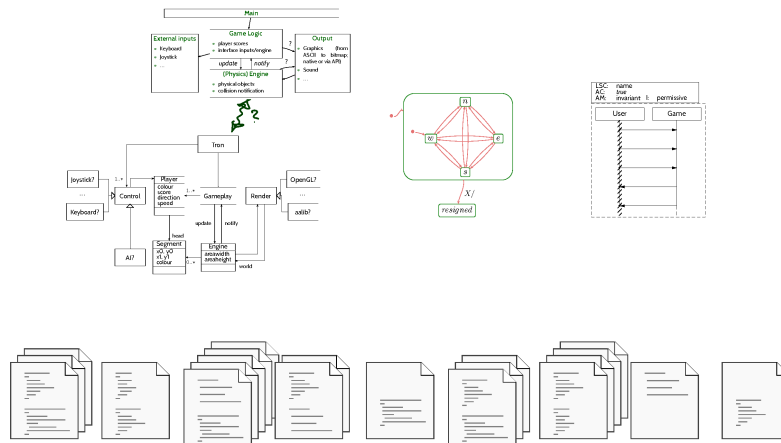 Main
External inputs
Keyboard
Joystick
...
Game Logic
player scores
interface inputs/engine
update
notify
(Physics) Engine
physical objects
collision notification
?
?
Output
Graphics (from
ASCII to bitmap;
native or via API)
Sound
...
?
Tron
Joystick?
...
Keyboard?
Control
AI?
1..*
Player
colour
score
direction
speed
1..*
Gameplay
Render
OpenGL?
...
aalib?
update
notify
head
Segment
x0, y0
x1, y1
colour
0..*
Engine
areawidth
areaheight
world
n
w
e
s
X/
resigned
LSC: name
AC: true
AM: invariant I: permissive
User
Game